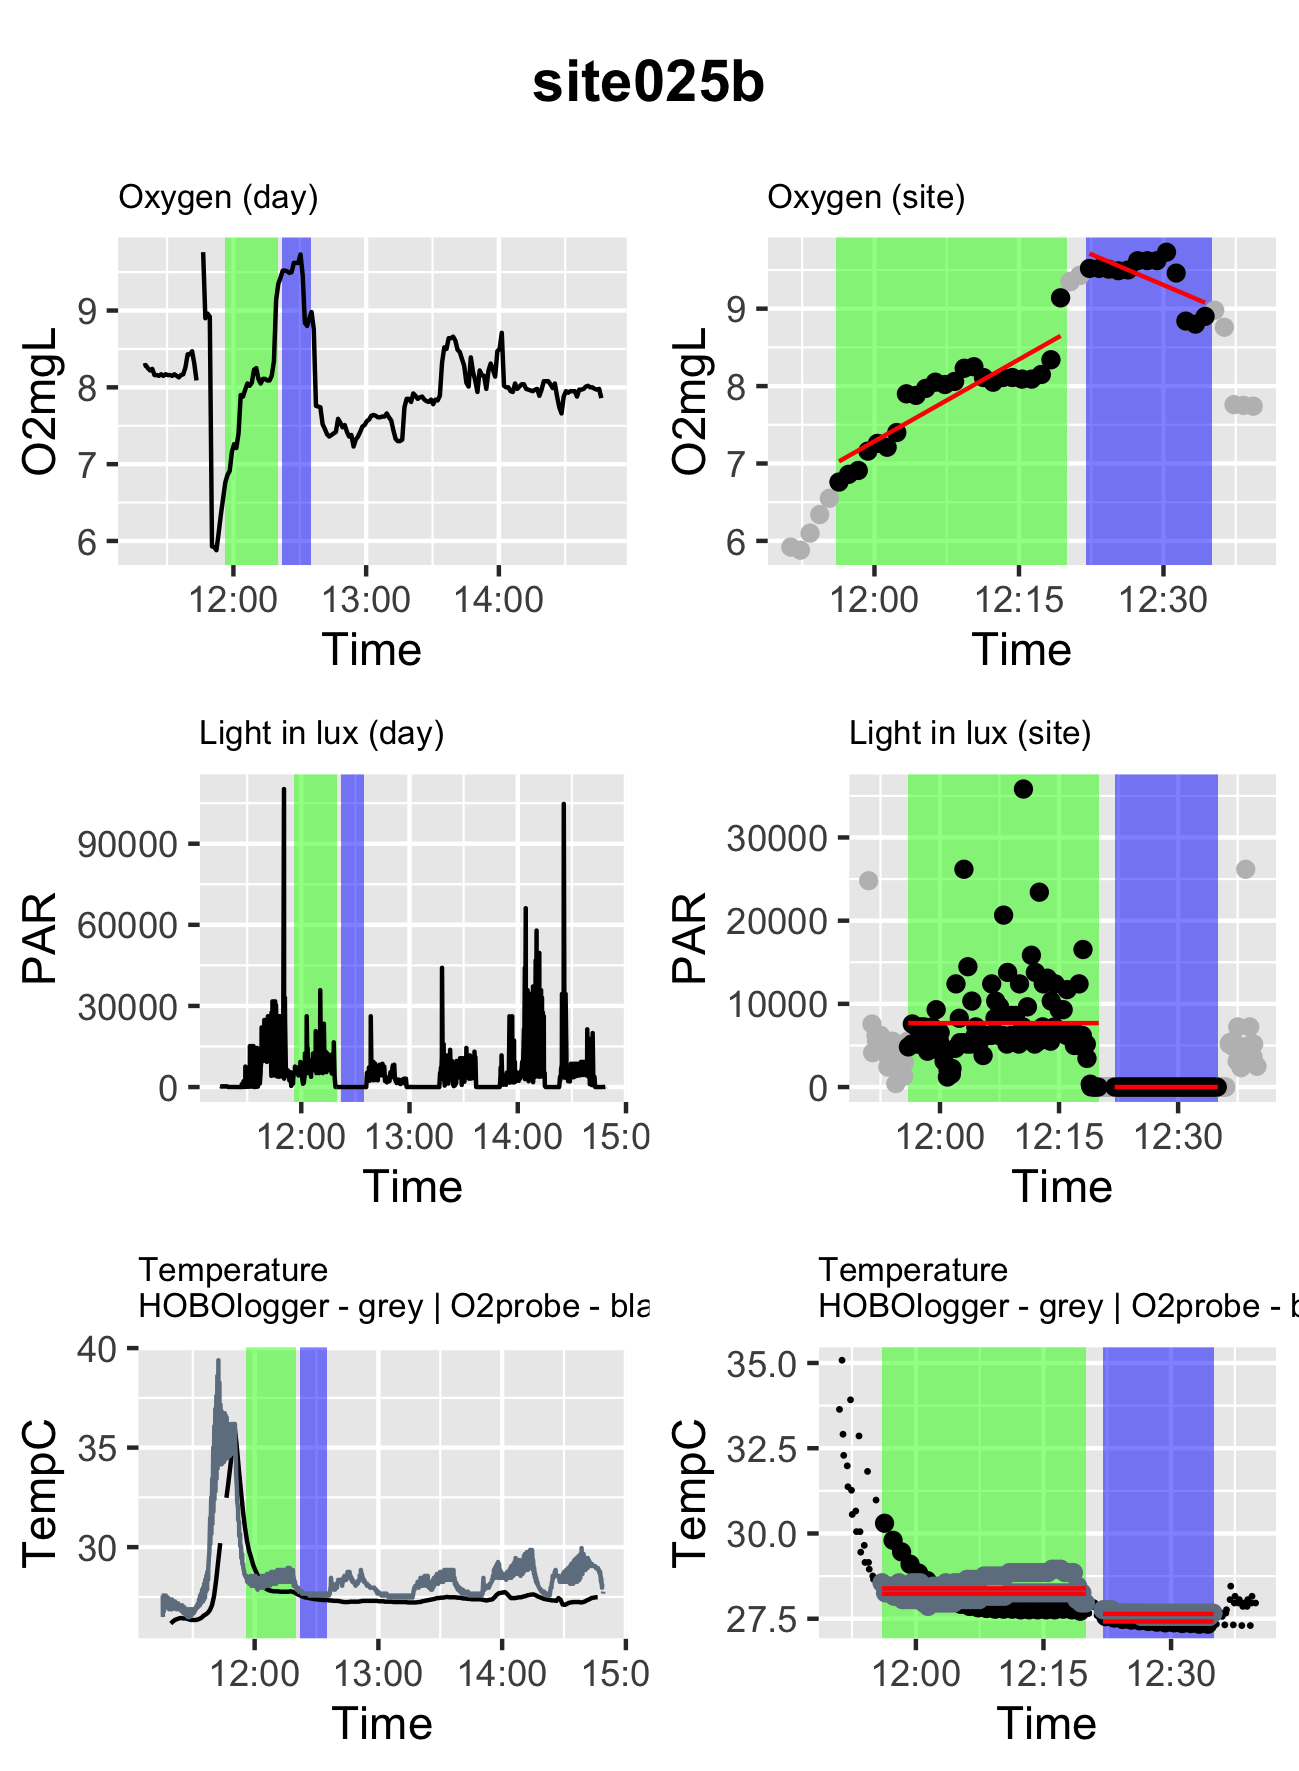 site025b
Oxygen (day)
O2mgL
9
8
7
6
12:00 13:00 14:00
Time
Oxygen (site)
O2mgL
9
8
7
6
12:00 12:15 12:30
Time
Light in lux (day)
PAR
90000
60000
30000
0
12:00 13:00 14:00 15:0
Time
Light in lux (site)
PAR
30000
20000
10000
0
12:00 12:15 12:30
Time
Temperature
HOBOlogger - grey | O2probe - bla
TempC
40
35
30
12:00 13:00 14:00 15:0
Time
Temperature
HOBOlogger - grey | O2probe - b
TempC
35.0
32.5
30.0
27.5
12:00 12:15 12:30
Time